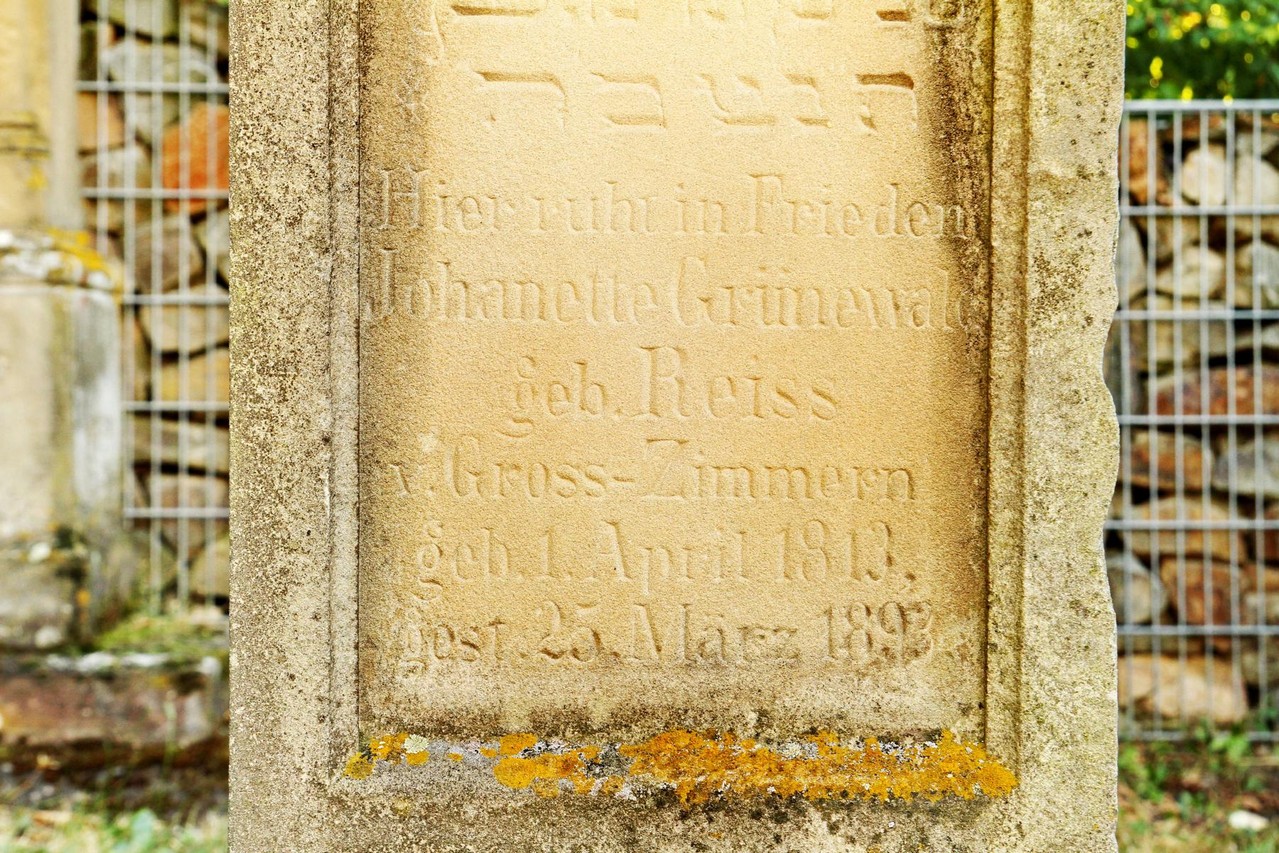 תנצבה
Hier ruht in Frieden
Johanette Grünewald
geb. Reiss
v. Gross-Zimmern
geb. 1. April 1813,
gest. 25. März 1893.